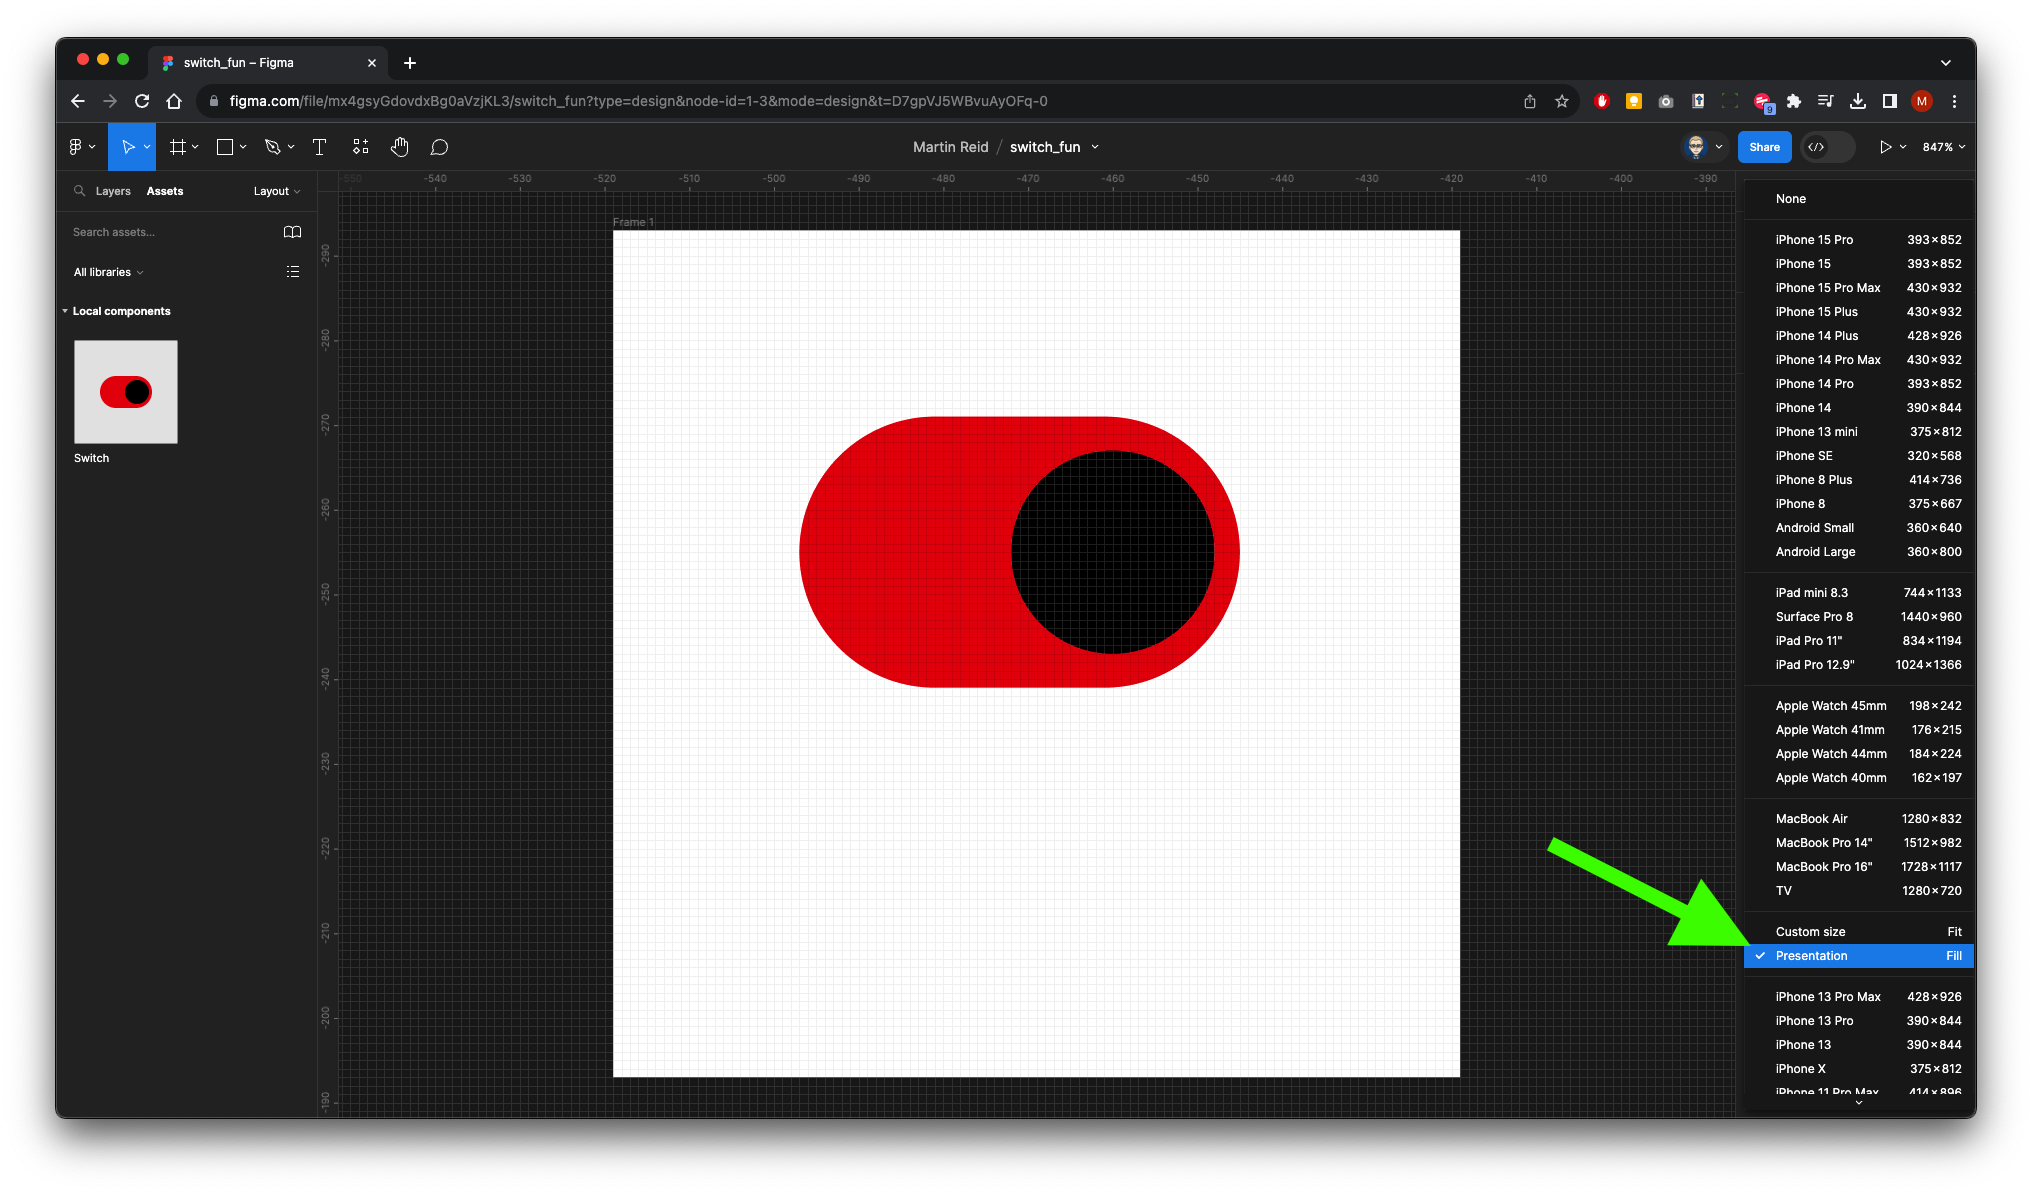 switch_fun – Figma
figma.com/file/mx4gsyGdovdxBg0aVzjKL3/switch_fun?type=design&node-id=1-3&mode=design&t=D7gpVJ5WBvuAyOFq-0
9
M
Martin Reid / switch_fun
Share
847%
Layers Assets Layout
-550 -540 -530 -520 -510 -500 -490 -480 -470 -460 -450 -440 -430 -420 -410 -400 -390
Search assets...
All libraries
Local components
Switch
-290
-280
-270
-260
-250
-240
-230
-220
-210
-200
-190
Frame 1
None
iPhone 15 Pro 393×852
iPhone 15 393×852
iPhone 15 Pro Max 430×932
iPhone 15 Plus 430×932
iPhone 14 Plus 428×926
iPhone 14 Pro Max 430×932
iPhone 14 Pro 393×852
iPhone 14 390×844
iPhone 13 mini 375×812
iPhone SE 320×568
iPhone 8 Plus 414×736
iPhone 8 375×667
Android Small 360×640
Android Large 360×800
iPad mini 8.3 744×1133
Surface Pro 8 1440×960
iPad Pro 11" 834×1194
iPad Pro 12.9" 1024×1366
Apple Watch 45mm 198×242
Apple Watch 41mm 176×215
Apple Watch 44mm 184×224
Apple Watch 40mm 162×197
MacBook Air 1280×832
MacBook Pro 14" 1512×982
MacBook Pro 16" 1728×1117
TV 1280×720
Custom size Fit
Presentation Fill
iPhone 13 Pro Max 428×926
iPhone 13 Pro 390×844
iPhone 13 390×844
iPhone X 375×812
iPhone 11 Pro Max 414×896